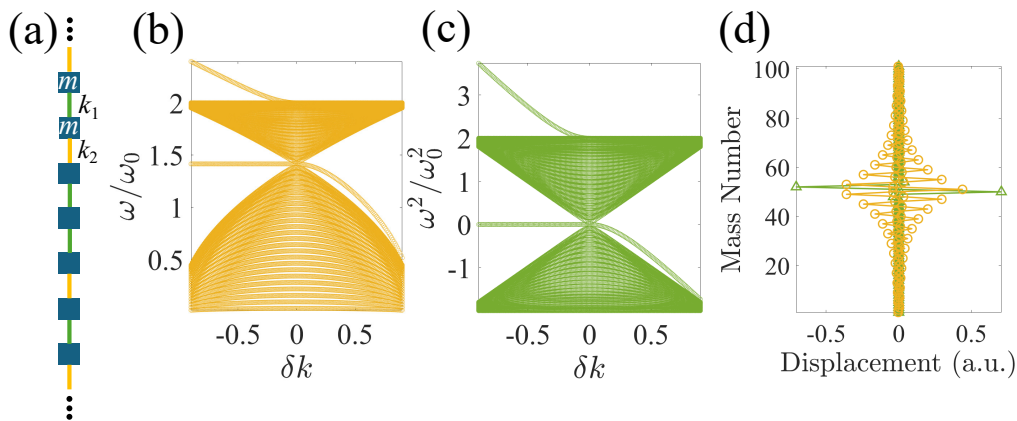 (a)
m
k1
m
k2
(b)
ω/ω0
2
1.5
1
0.5
-0.5 0 0.5
δk
(c)
ω²/ω0²
3
2
1
0
-1
-0.5 0 0.5
δk
(d)
Mass Number
100
80
60
40
20
-0.5 0 0.5
Displacement (a.u.)